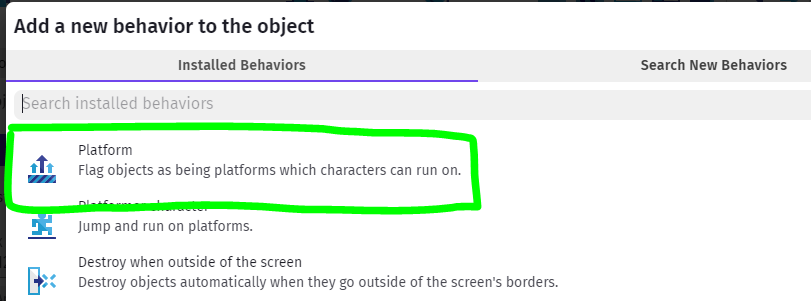 Add a new behavior to the object
Installed Behaviors
Search New Behaviors
Search installed behaviors
Platform
Flag objects as being platforms which characters can run on.
Platformer character
Jump and run on platforms.
Destroy when outside of the screen
Destroy objects automatically when they go outside of the screen's borders.